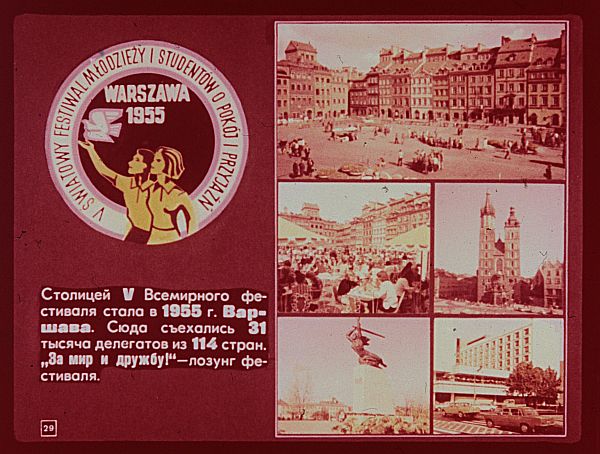 V ŚWIATOWY FESTIWAL MŁODZIEŻY I STUDENTÓW O POKÓJ I PRZYJAŹŃ
WARSZAWA
1955
Столицей V Всемирного фе-
стиваля стала в 1955 г. Вар-
шава. Сюда съехались 31
тысяча делегатов из 114 стран.
„За мир и дружбу!“—лозунг фе-
стиваля.
29